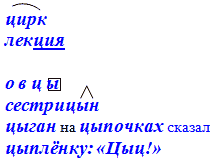 цирк
лекция
о в ц ы
сестрицын
цыган на цыпочках сказал
цыплёнку: «Цыц!»